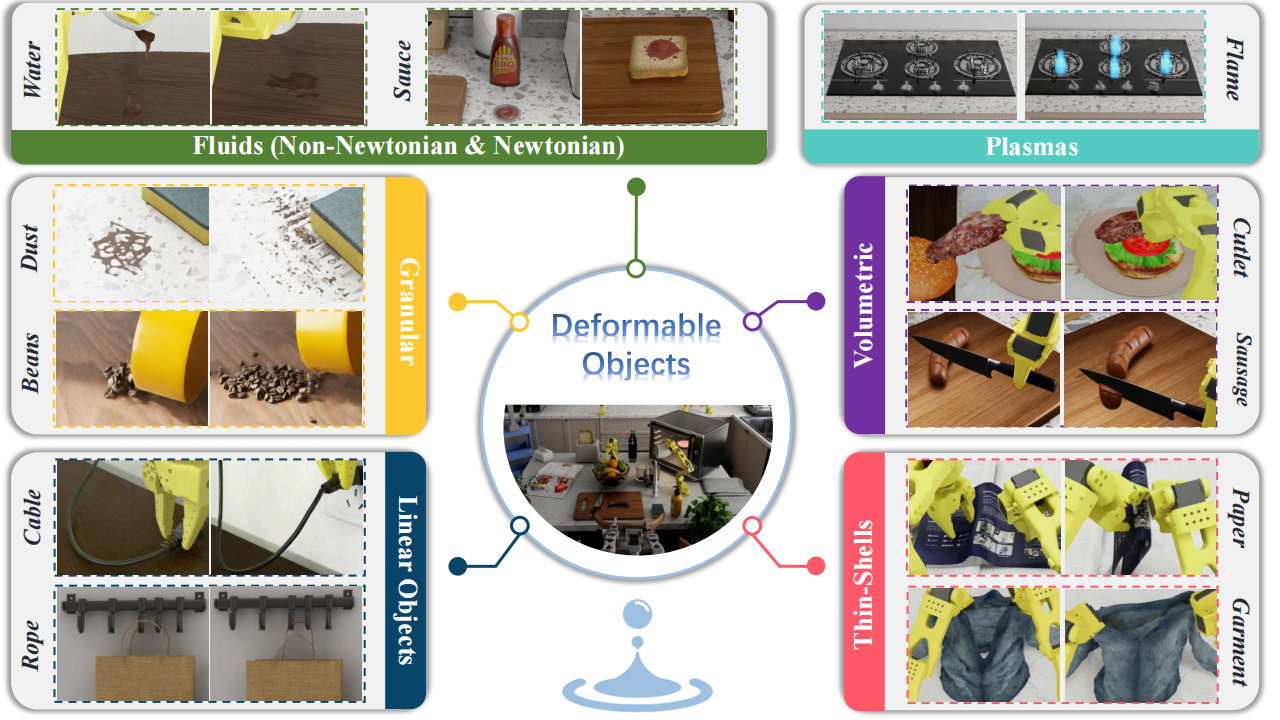 Water
Sauce
BBQ
Fluids (Non-Newtonian & Newtonian)
Flame
Plasmas
Dust
Beans
Granular
Deformable
Objects
Volumetric
Cutlet
Sausage
Cable
Rope
Linear Objects
Thin-Shells
Paper
Garment